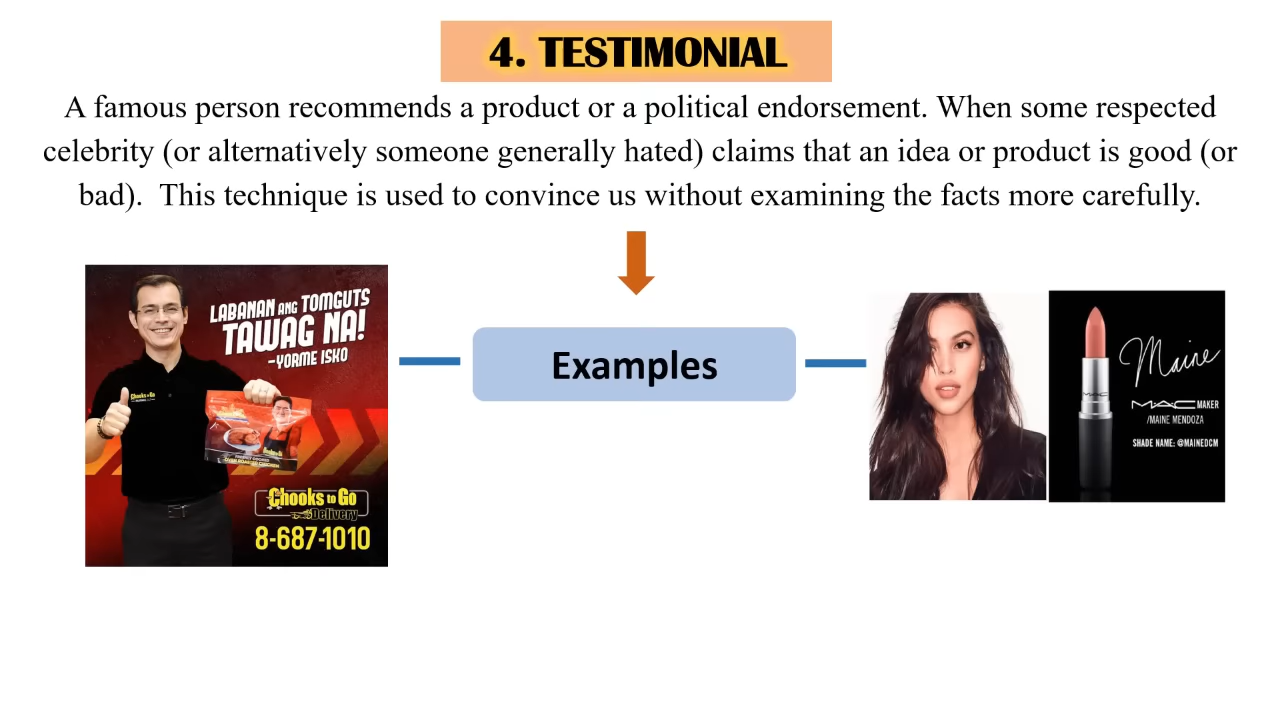 4. TESTIMONIAL
A famous person recommends a product or a political endorsement. When some respected
celebrity (or alternatively someone generally hated) claims that an idea or product is good (or
bad).  This technique is used to convince us without examining the facts more carefully.
LABANAN ANG TOMGUTS
TAWAG NA!
-YORME ISKO
Chooks to Go
Chooks to Go
Delivery
8-687-1010
Examples
Maine
MAC MAKER
/MAINE MENDOZA
SHADE NAME: @MAINEDCM